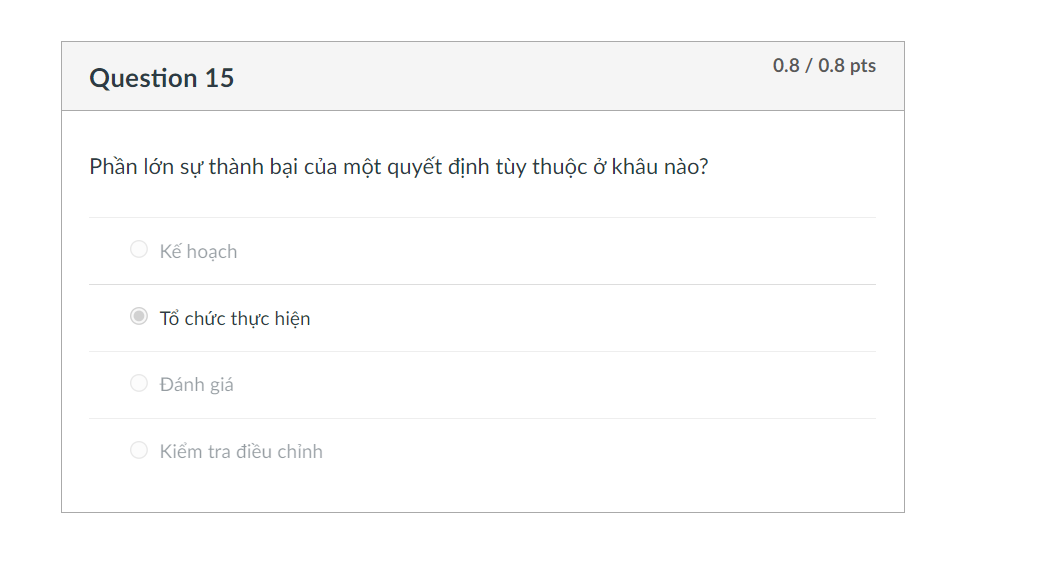 Question 15
0.8 / 0.8 pts
Phần lớn sự thành bại của một quyết định tùy thuộc ở khâu nào?
Kế hoạch
Tổ chức thực hiện
Đánh giá
Kiểm tra điều chỉnh